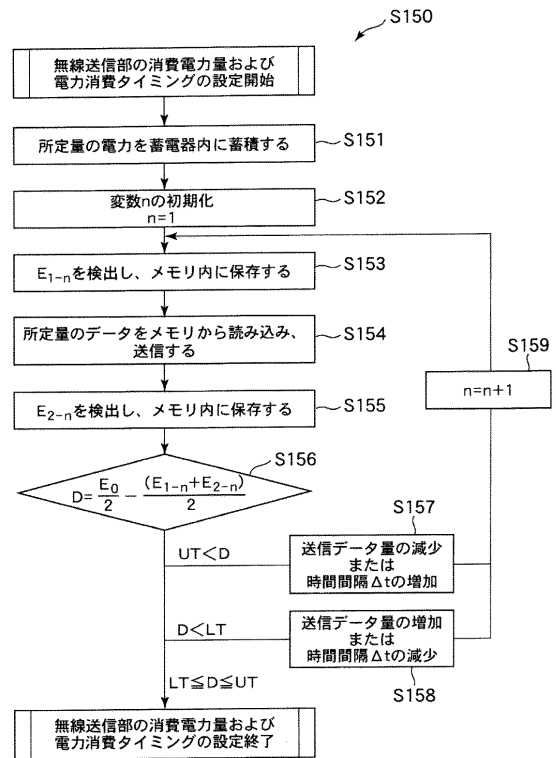 S150
無線送信部の消費電力量および
電力消費タイミングの設定開始
所定量の電力を蓄電器内に蓄積する
S151
変数nの初期化
n=1
S152
E1-nを検出し、メモリ内に保存する
S153
所定量のデータをメモリから読み込み、
送信する
S154
S159
n=n+1
E2-nを検出し、メモリ内に保存する
S155
S156
D= E0/2 − (E1-n+E2-n)/2
S157
UT<D
送信データ量の減少
または
時間間隔Δtの増加
D<LT
送信データ量の増加
または
時間間隔Δtの減少
S158
LT≦D≦UT
無線送信部の消費電力量および
電力消費タイミングの設定終了